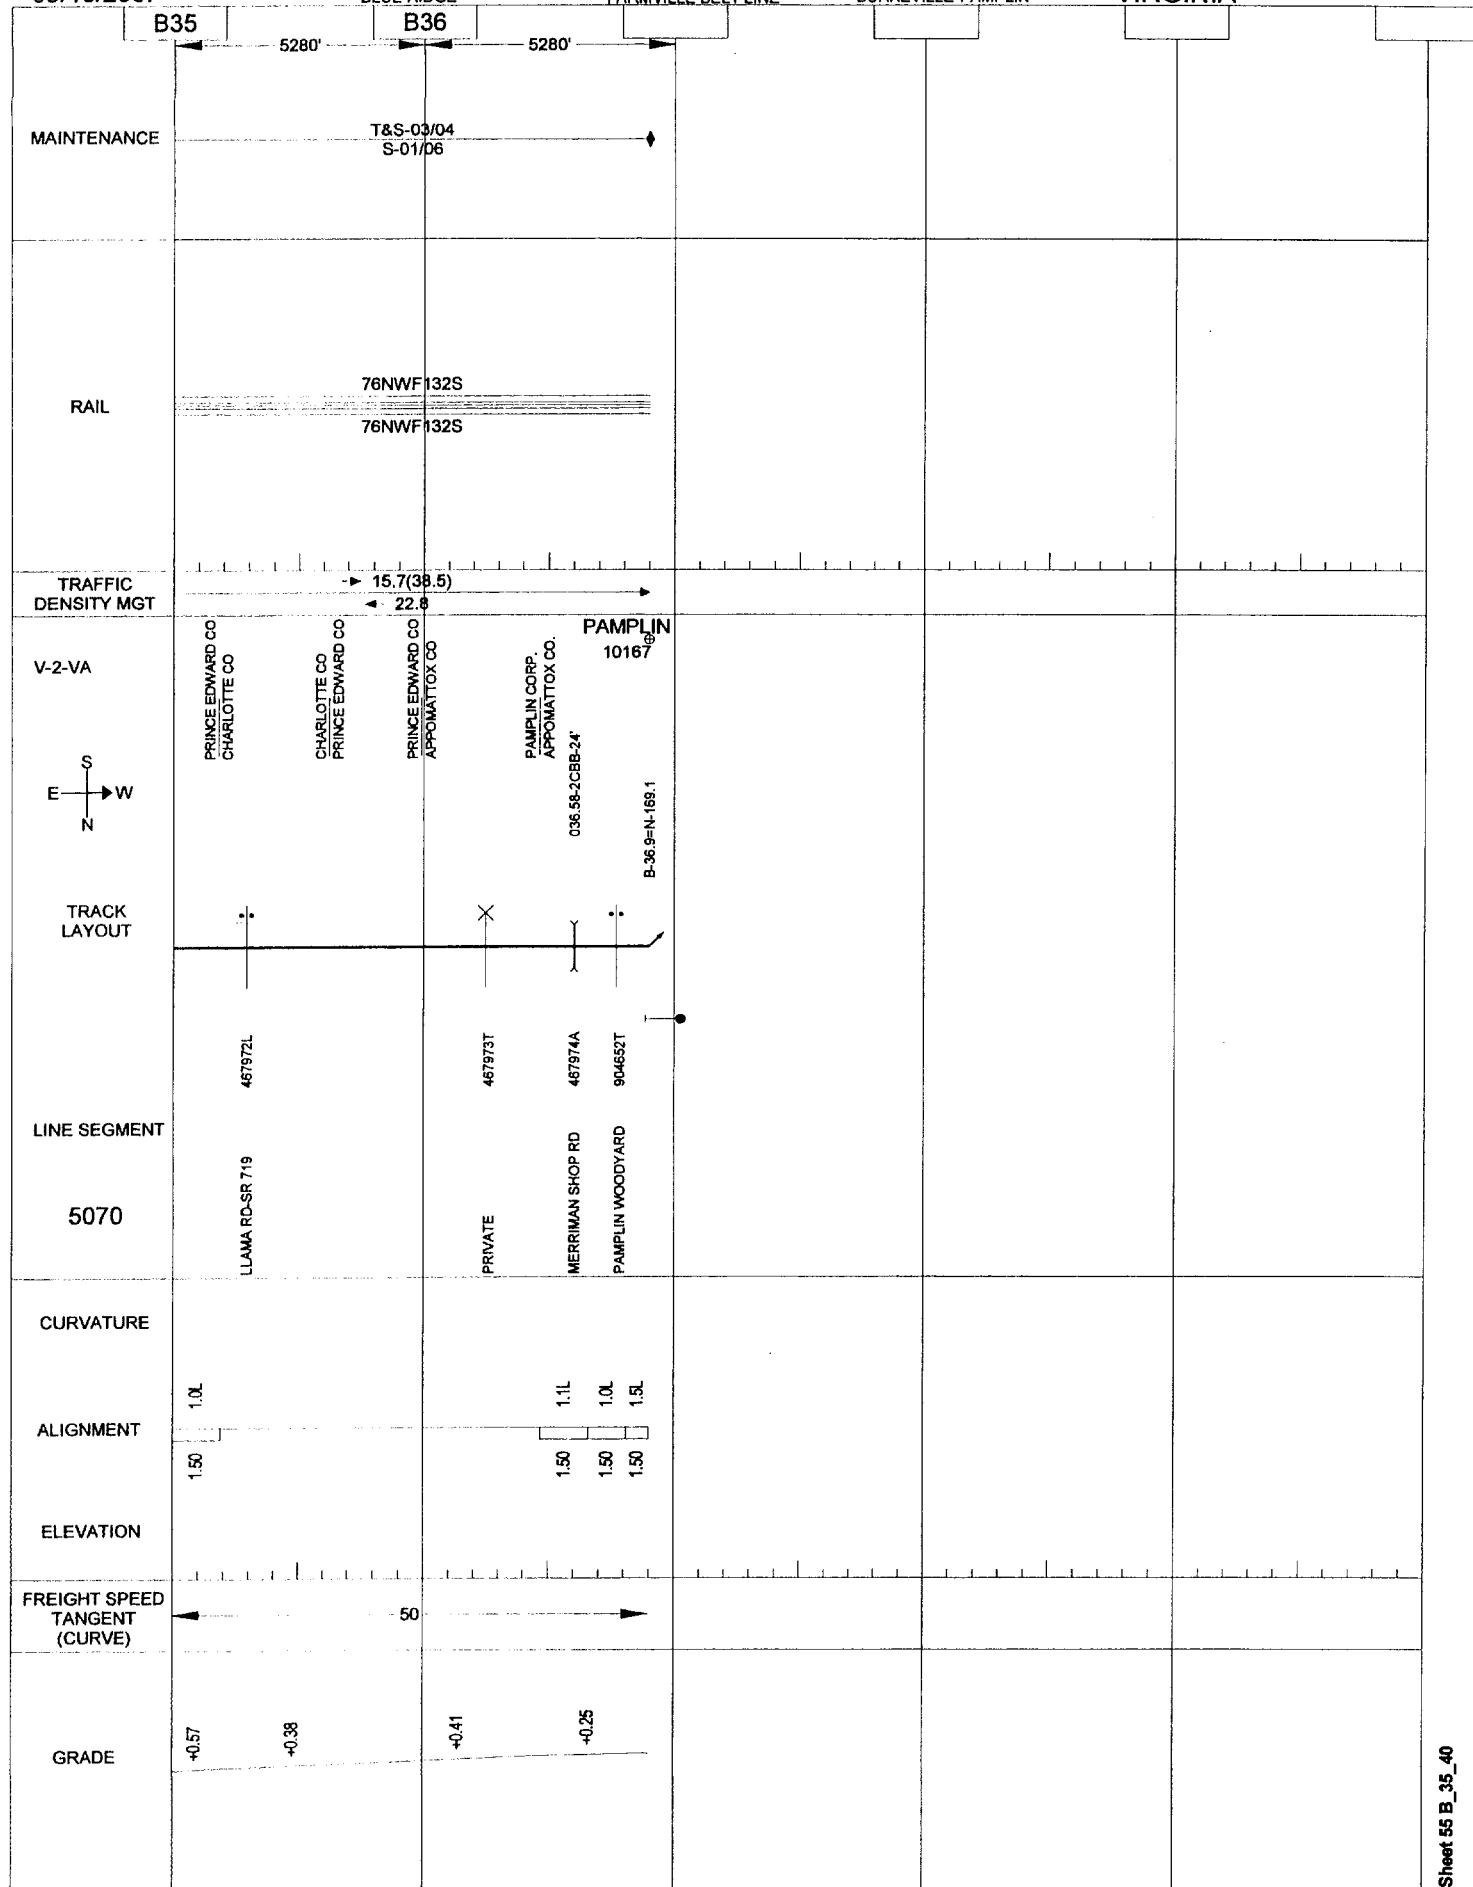 B35
B36
5280'
5280'
MAINTENANCE
T&S-03/04
S-01/06
RAIL
76NWF132S
76NWF132S
TRAFFIC
DENSITY MGT
15.7(38.5)
22.8
V-2-VA
PRINCE EDWARD CO
CHARLOTTE CO
CHARLOTTE CO
PRINCE EDWARD CO
PRINCE EDWARD CO
APPOMATTOX CO
PAMPLIN CORP.
APPOMATTOX CO.
PAMPLIN
10167
036.58-2CBB-24'
B-36.9=N-169.1
S
E W
N
TRACK
LAYOUT
467972L
467973T
467974A
904652T
LINE SEGMENT
5070
LLAMA RD-SR 719
PRIVATE
MERRIMAN SHOP RD
PAMPLIN WOODYARD
CURVATURE
1.0L
1.1L
1.0L
1.5L
ALIGNMENT
1.50
1.50
1.50
1.50
ELEVATION
FREIGHT SPEED
TANGENT
(CURVE)
50
GRADE
+0.57
+0.38
+0.41
+0.25
Sheet 55 B_35_40